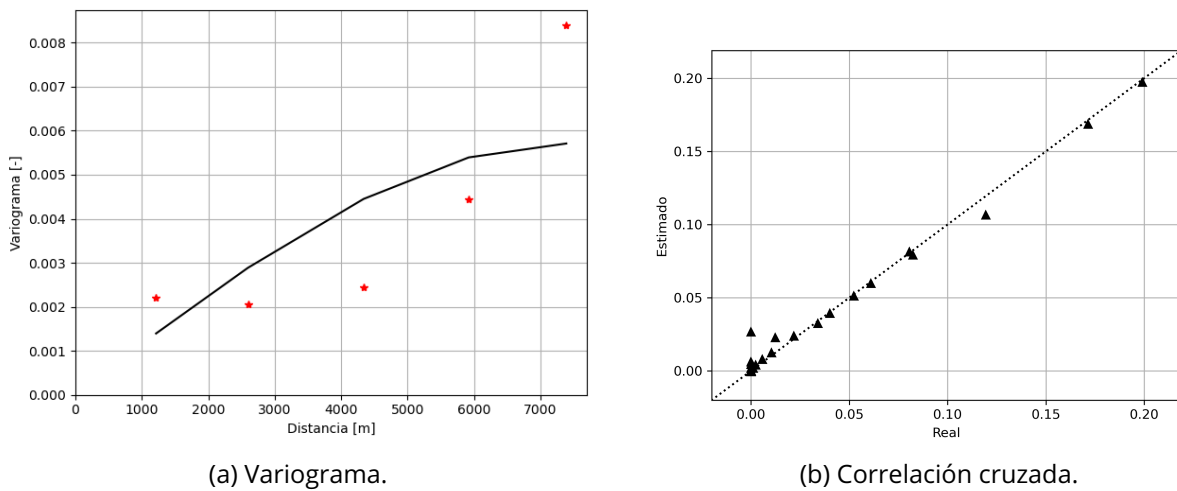 0.008
0.007
0.006
0.005
0.004
0.003
0.002
0.001
0.000
Variograma [-]
0 1000 2000 3000 4000 5000 6000 7000
Distancia [m]
(a) Variograma.
0.20
0.15
0.10
0.05
0.00
Estimado
0.00 0.05 0.10 0.15 0.20
Real
(b) Correlación cruzada.